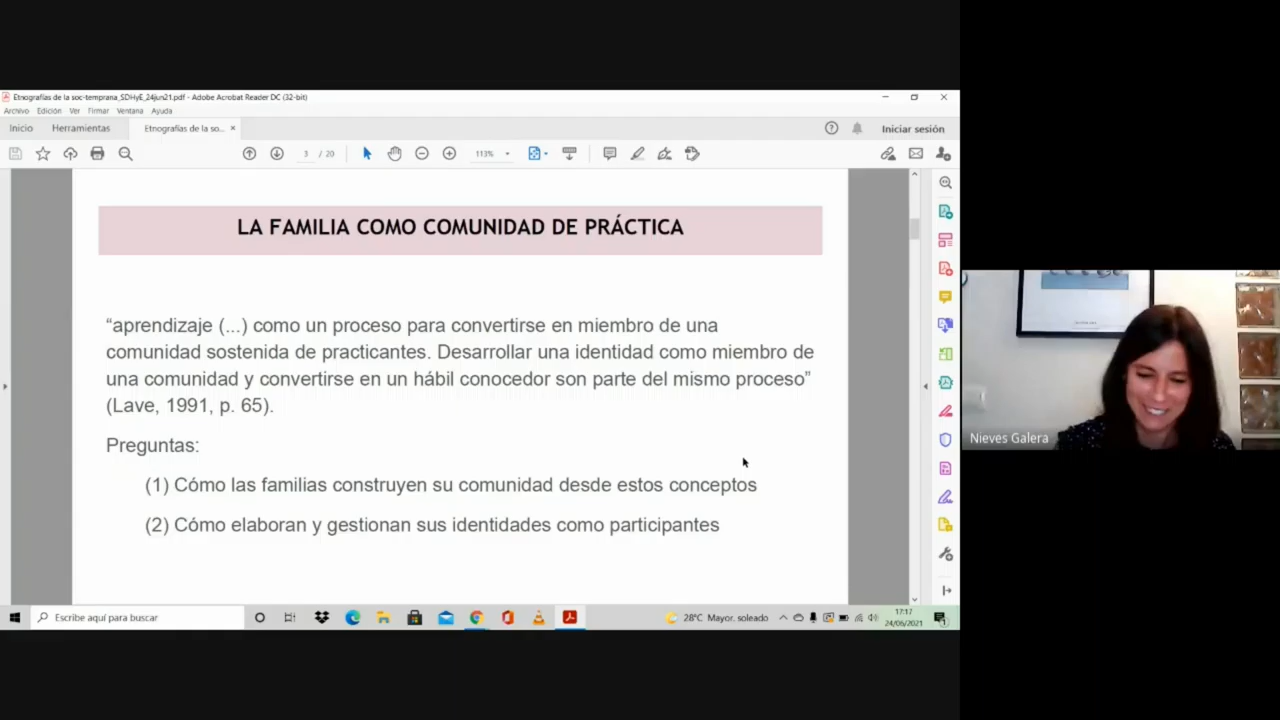 Etnografías de la soc-temprana_SDHyE_24jun21.pdf - Adobe Acrobat Reader DC (32-bit)
Archivo Edición Ver Firmar Ventana Ayuda
Inicio Herramientas Etnografías de la so... × Iniciar sesión
3 / 20 113%
LA FAMILIA COMO COMUNIDAD DE PRÁCTICA
“aprendizaje (...) como un proceso para convertirse en miembro de una
comunidad sostenida de practicantes. Desarrollar una identidad como miembro de
una comunidad y convertirse en un hábil conocedor son parte del mismo proceso”
(Lave, 1991, p. 65).
Preguntas:
(1) Cómo las familias construyen su comunidad desde estos conceptos
(2) Cómo elaboran y gestionan sus identidades como participantes
Nieves Galera
Escribe aquí para buscar
28°C Mayor. soleado
17:17
24/06/2021